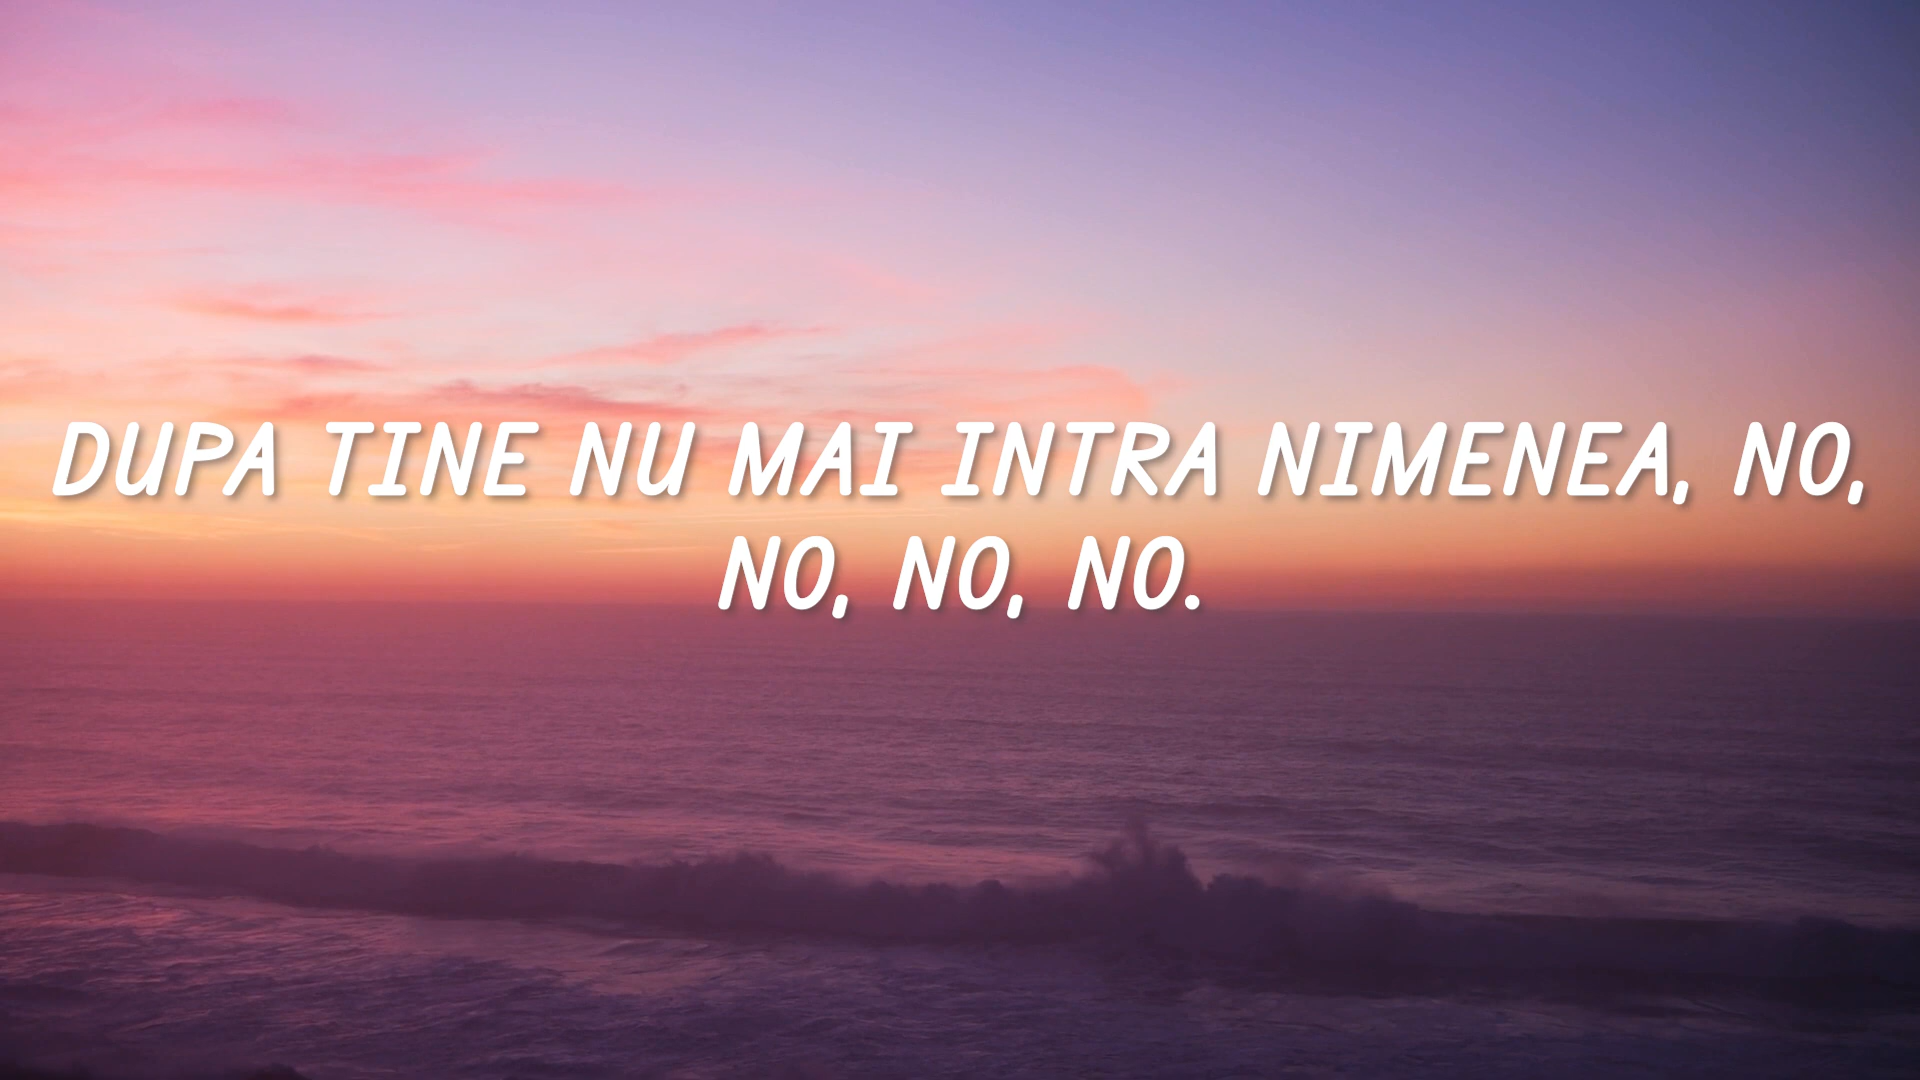 DUPA TINE NU MAI INTRA NIMENEA, NO,
NO, NO, NO.